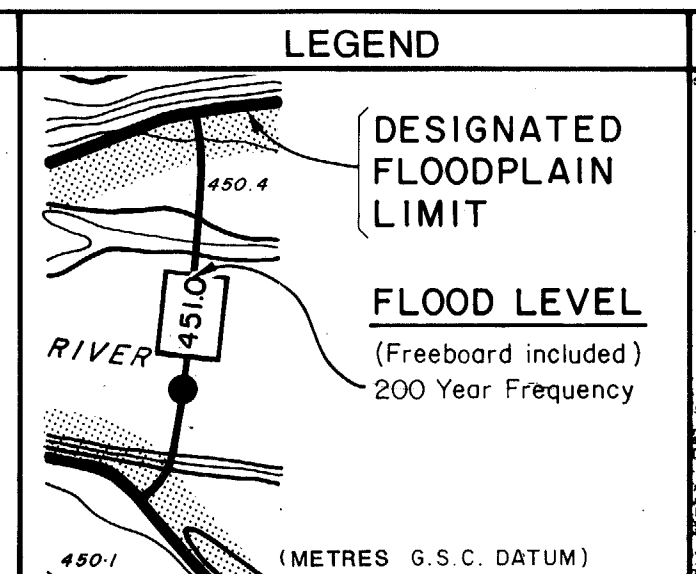 LEGEND
DESIGNATED
FLOODPLAIN
LIMIT
450.4
451.0
FLOOD LEVEL
(Freeboard included)
200 Year Frequency
RIVER
450.1
(METRES G.S.C. DATUM)